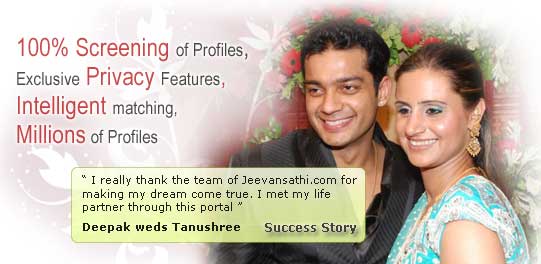 100% Screening of Profiles,
Exclusive Privacy Features,
Intelligent matching,
Millions of Profiles
“ I really thank the team of Jeevansathi.com for
making my dream come true. I met my life
partner through this portal ”
Deepak weds Tanushree Success Story